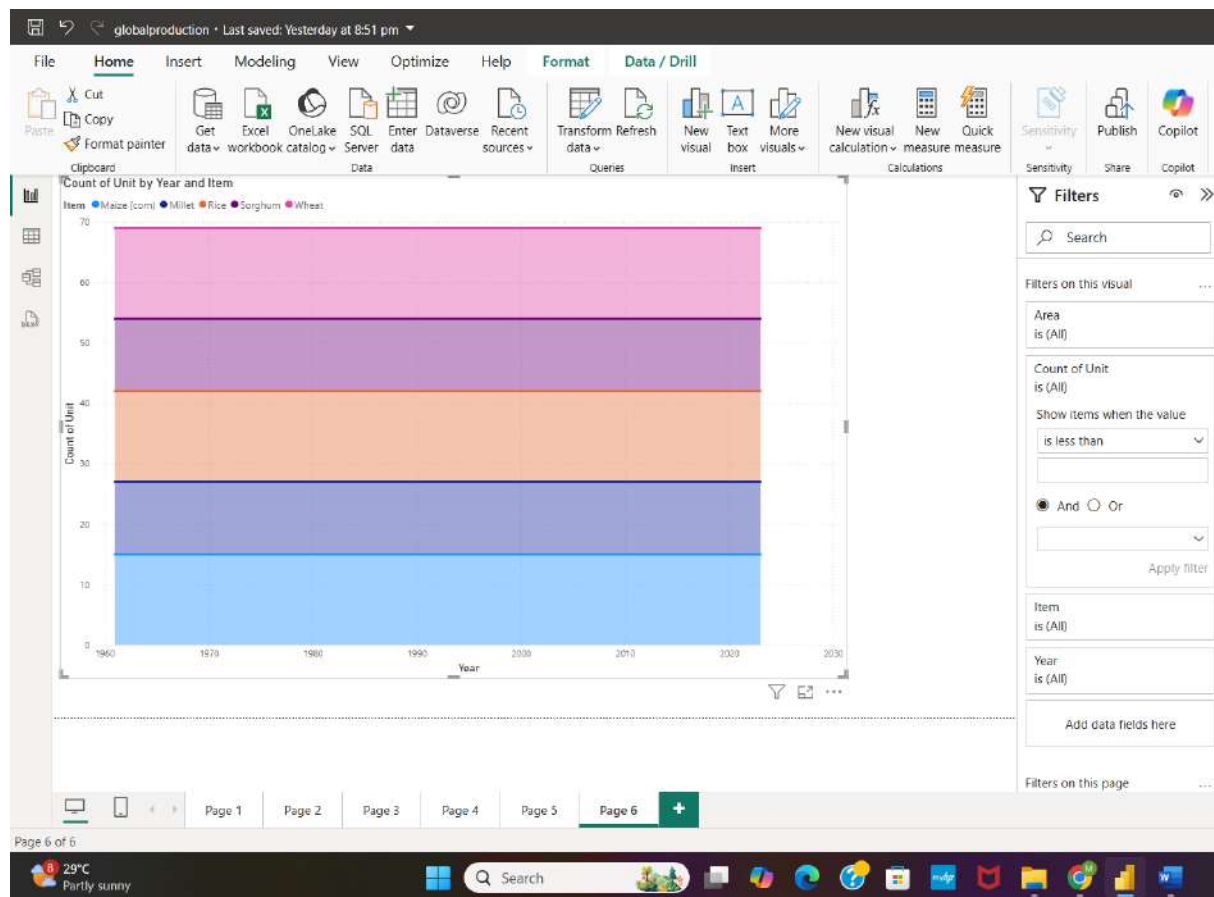 globalproduction • Last saved: Yesterday at 8:51 pm
File Home Insert Modeling View Optimize Help Format Data / Drill
Paste
Cut
Copy
Format painter
Clipboard
Get data
Excel workbook
OneLake catalog
SQL Server
Enter data
Dataverse
Recent sources
Data
Transform data
Refresh
Queries
New visual
Text box
More visuals
Insert
New visual calculation
New measure
Quick measure
Calculations
Sensitivity
Sensitivity
Publish
Share
Copilot
Copilot
Count of Unit by Year and Item
Item Maize (corn) Millet Rice Sorghum Wheat
70
60
50
40
30
20
10
0
Count of Unit
1960 1970 1980 1990 2000 2010 2020 2030
Year
Filters
Search
Filters on this visual ...
Area
is (All)
Count of Unit
is (All)
Show items when the value
is less than
And Or
Apply filter
Item
is (All)
Year
is (All)
Add data fields here
Filters on this page ...
Page 1 Page 2 Page 3 Page 4 Page 5 Page 6 +
Page 6 of 6
8
29°C
Partly sunny
Search